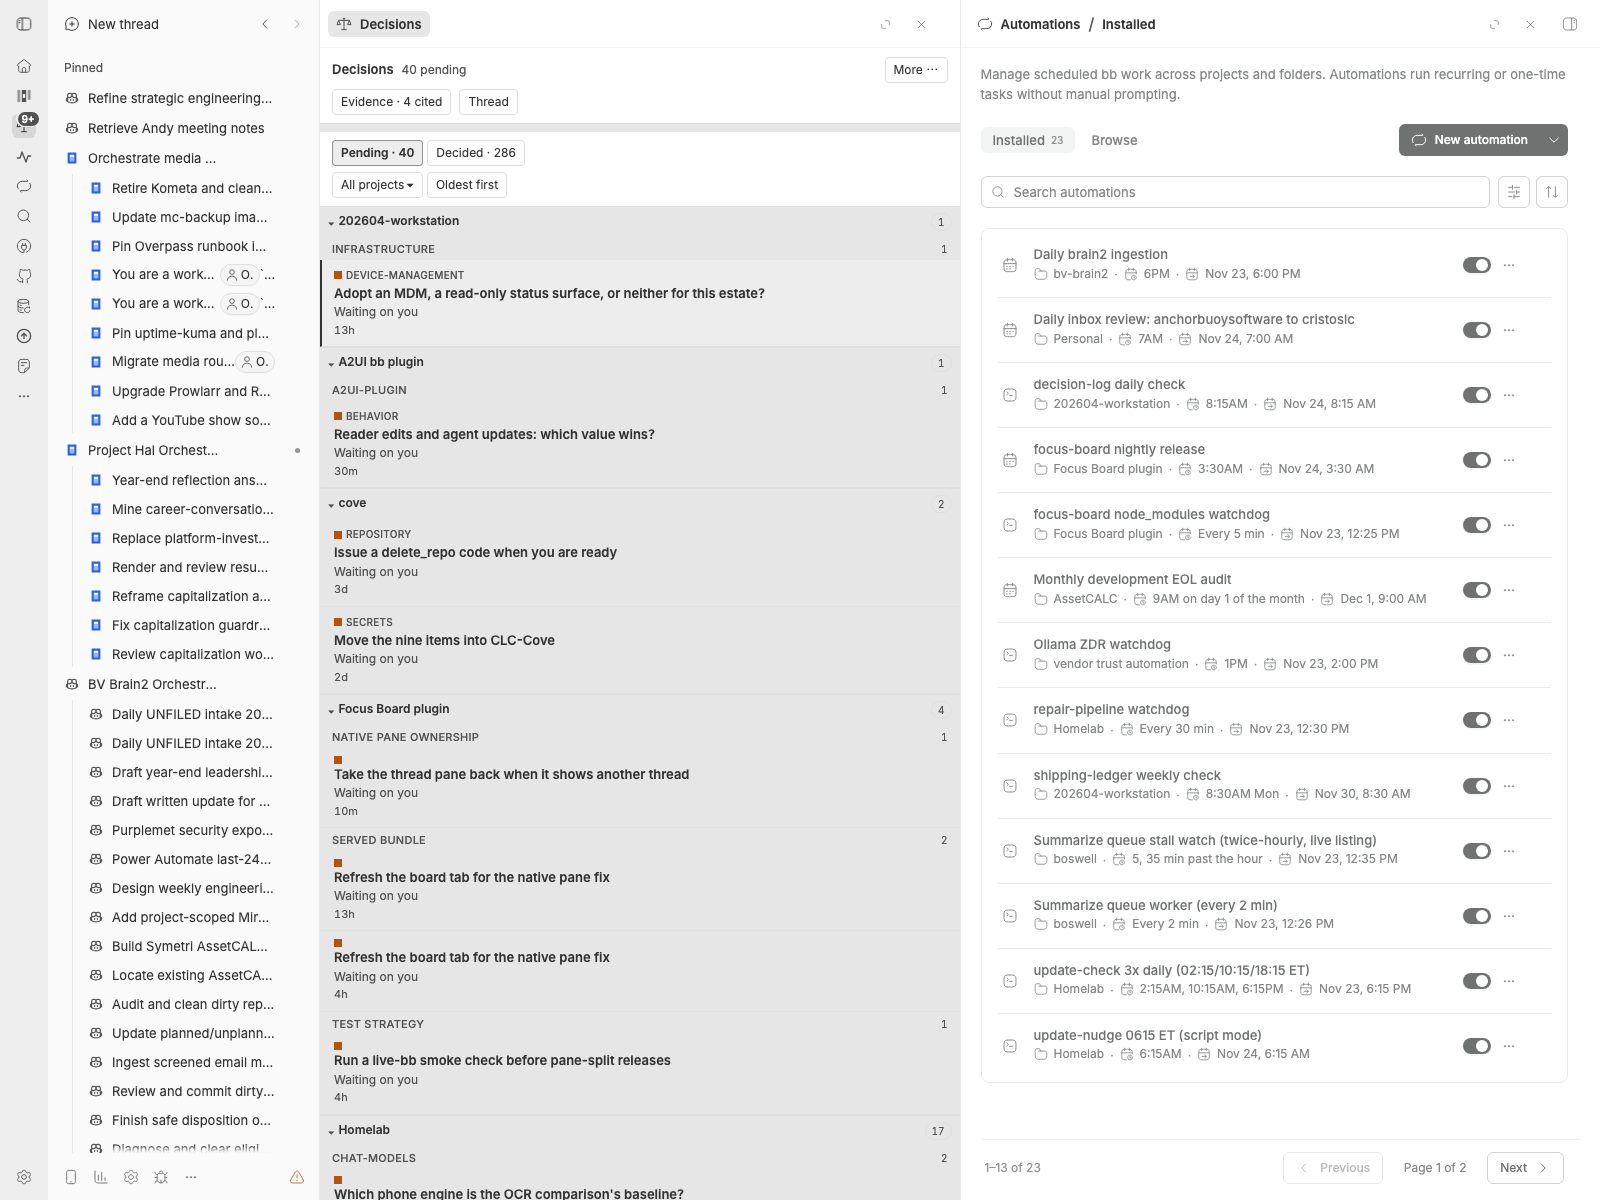 New thread
Pinned
Refine strategic engineering...
Retrieve Andy meeting notes
Orchestrate media ...
Retire Kometa and clean...
Update mc-backup ima...
Pin Overpass runbook i...
You are a work... O. `...
You are a work... O. `...
Pin uptime-kuma and pl...
Migrate media rou... O.
Upgrade Prowlarr and R...
Add a YouTube show so...
Project Hal Orchest...
Year-end reflection ans...
Mine career-conversatio...
Replace platform-invest...
Render and review resu...
Reframe capitalization a...
Fix capitalization guardr...
Review capitalization wo...
BV Brain2 Orchestr...
Daily UNFILED intake 20...
Daily UNFILED intake 20...
Draft year-end leadershi...
Draft written update for ...
Purplemet security expo...
Power Automate last-24...
Design weekly engineeri...
Add project-scoped Mir...
Build Symetri AssetCAL...
Locate existing AssetCA...
Audit and clean dirty rep...
Update planned/unplann...
Ingest screened email m...
Review and commit dirty...
Finish safe disposition o...
Diagnose and clear eligi...
9+
Decisions
Decisions 40 pending
More ···
Evidence · 4 cited
Thread
Pending · 40
Decided · 286
All projects
Oldest first
202604-workstation 1
INFRASTRUCTURE 1
DEVICE-MANAGEMENT
Adopt an MDM, a read-only status surface, or neither for this estate?
Waiting on you
13h
A2UI bb plugin 1
A2UI-PLUGIN 1
BEHAVIOR
Reader edits and agent updates: which value wins?
Waiting on you
30m
cove 2
REPOSITORY
Issue a delete_repo code when you are ready
Waiting on you
3d
SECRETS
Move the nine items into CLC-Cove
Waiting on you
2d
Focus Board plugin 4
NATIVE PANE OWNERSHIP 1
Take the thread pane back when it shows another thread
Waiting on you
10m
SERVED BUNDLE 2
Refresh the board tab for the native pane fix
Waiting on you
13h
Refresh the board tab for the native pane fix
Waiting on you
4h
TEST STRATEGY 1
Run a live-bb smoke check before pane-split releases
Waiting on you
4h
Homelab 17
CHAT-MODELS 2
Which phone engine is the OCR comparison's baseline?
Automations / Installed
Manage scheduled bb work across projects and folders. Automations run recurring or one-time
tasks without manual prompting.
Installed 23
Browse
New automation
Search automations
Daily brain2 ingestion
bv-brain2 · 6PM · Nov 23, 6:00 PM
Daily inbox review: anchorbuoysoftware to cristoslc
Personal · 7AM · Nov 24, 7:00 AM
decision-log daily check
202604-workstation · 8:15AM · Nov 24, 8:15 AM
focus-board nightly release
Focus Board plugin · 3:30AM · Nov 24, 3:30 AM
focus-board node_modules watchdog
Focus Board plugin · Every 5 min · Nov 23, 12:25 PM
Monthly development EOL audit
AssetCALC · 9AM on day 1 of the month · Dec 1, 9:00 AM
Ollama ZDR watchdog
vendor trust automation · 1PM · Nov 23, 2:00 PM
repair-pipeline watchdog
Homelab · Every 30 min · Nov 23, 12:30 PM
shipping-ledger weekly check
202604-workstation · 8:30AM Mon · Nov 30, 8:30 AM
Summarize queue stall watch (twice-hourly, live listing)
boswell · 5, 35 min past the hour · Nov 23, 12:35 PM
Summarize queue worker (every 2 min)
boswell · Every 2 min · Nov 23, 12:26 PM
update-check 3x daily (02:15/10:15/18:15 ET)
Homelab · 2:15AM, 10:15AM, 6:15PM · Nov 23, 6:15 PM
update-nudge 0615 ET (script mode)
Homelab · 6:15AM · Nov 24, 6:15 AM
1–13 of 23
Previous
Page 1 of 2
Next